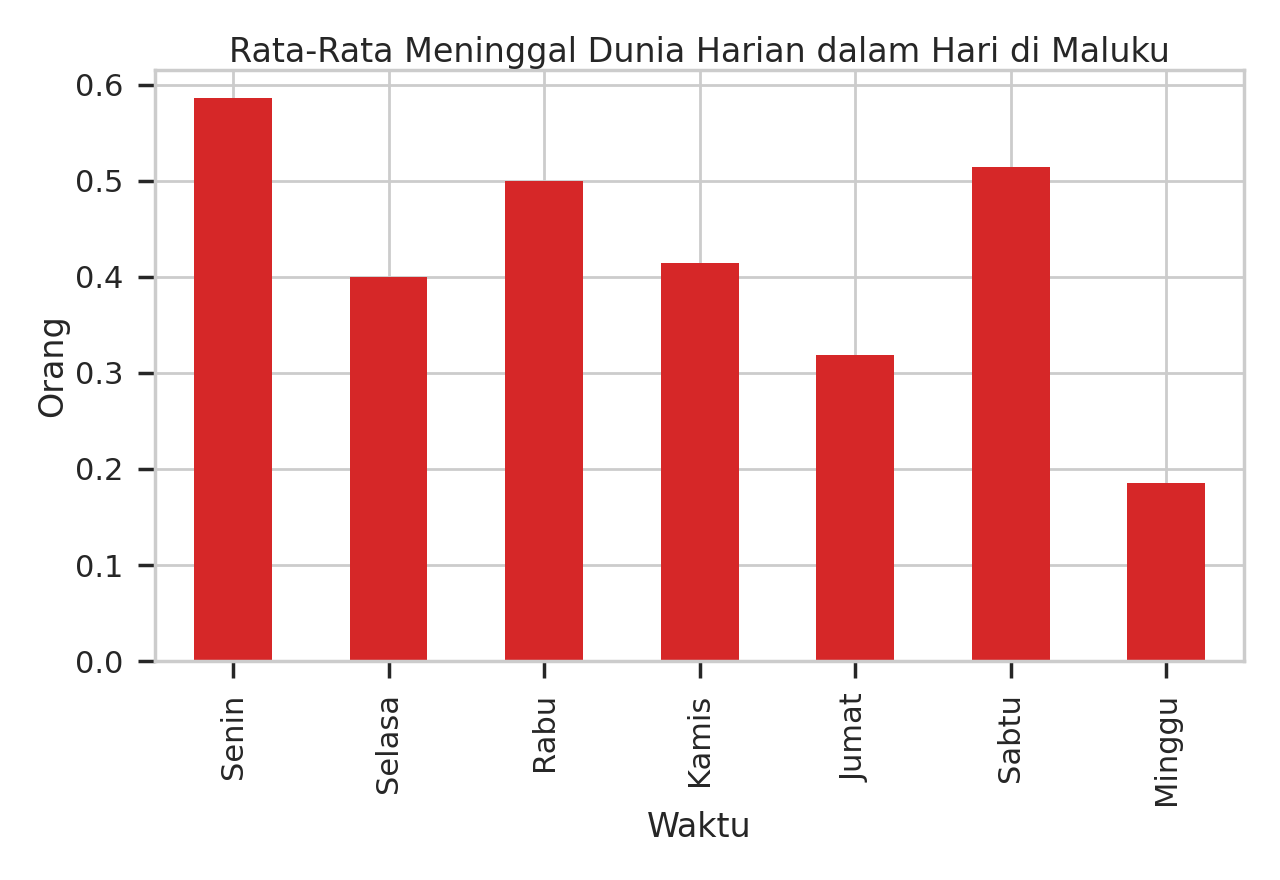 Rata-Rata Meninggal Dunia Harian dalam Hari di Maluku
Orang
0.6
0.5
0.4
0.3
0.2
0.1
0.0
Senin
Selasa
Rabu
Kamis
Jumat
Sabtu
Minggu
Waktu